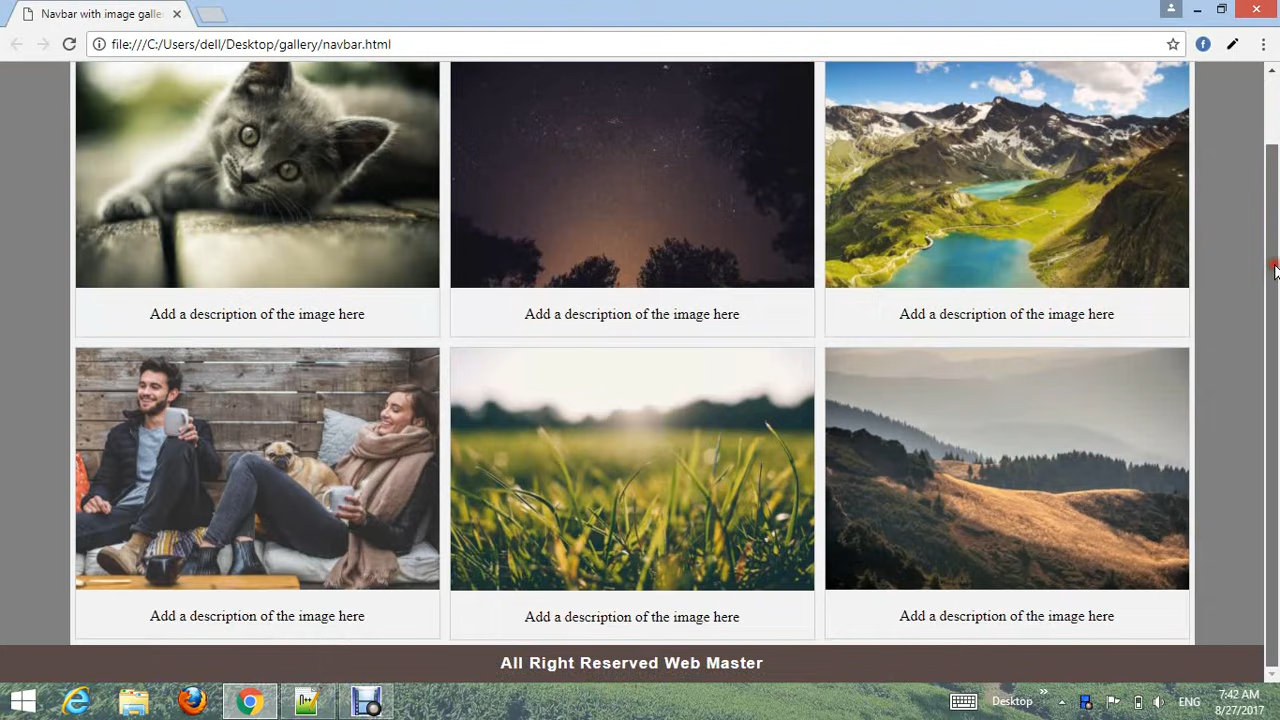 Navbar with image galle
file:///C:/Users/dell/Desktop/gallery/navbar.html
Add a description of the image here
Add a description of the image here
Add a description of the image here
Add a description of the image here
Add a description of the image here
Add a description of the image here
All Right Reserved Web Master
Desktop
ENG
7:42 AM
8/27/2017